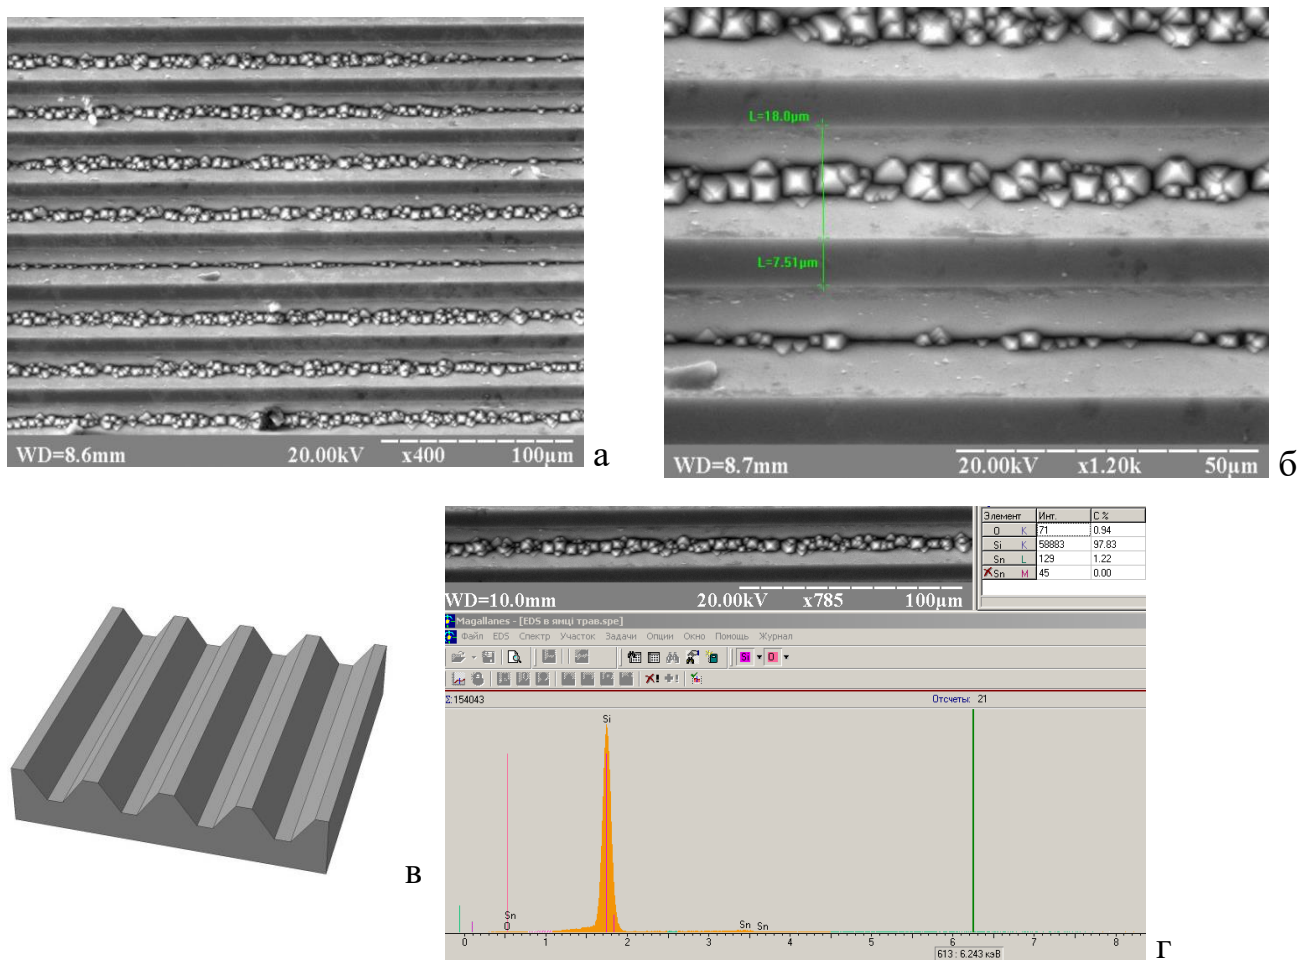 WD=8.6mm 20.00kV x400 100µm
а
L=18.0µm
L=7.51µm
WD=8.7mm 20.00kV x1.20k 50µm
б
в
WD=10.0mm 20.00kV x785 100µm
Элемент Инт. C %
O K 71 0.94
Si K 58883 97.83
Sn L 129 1.22
Sn M 45 0.00
Magallanes - [EDS в ямці трав.spe]
Файл EDS Спектр Участок Задачи Опции Окно Помощь Журнал
Si O
Σ:154043 Отсчеты: 21
Si
Sn
O
Sn Sn
0 1 2 3 4 5 6 7 8
613 : 6.243 кэВ
г